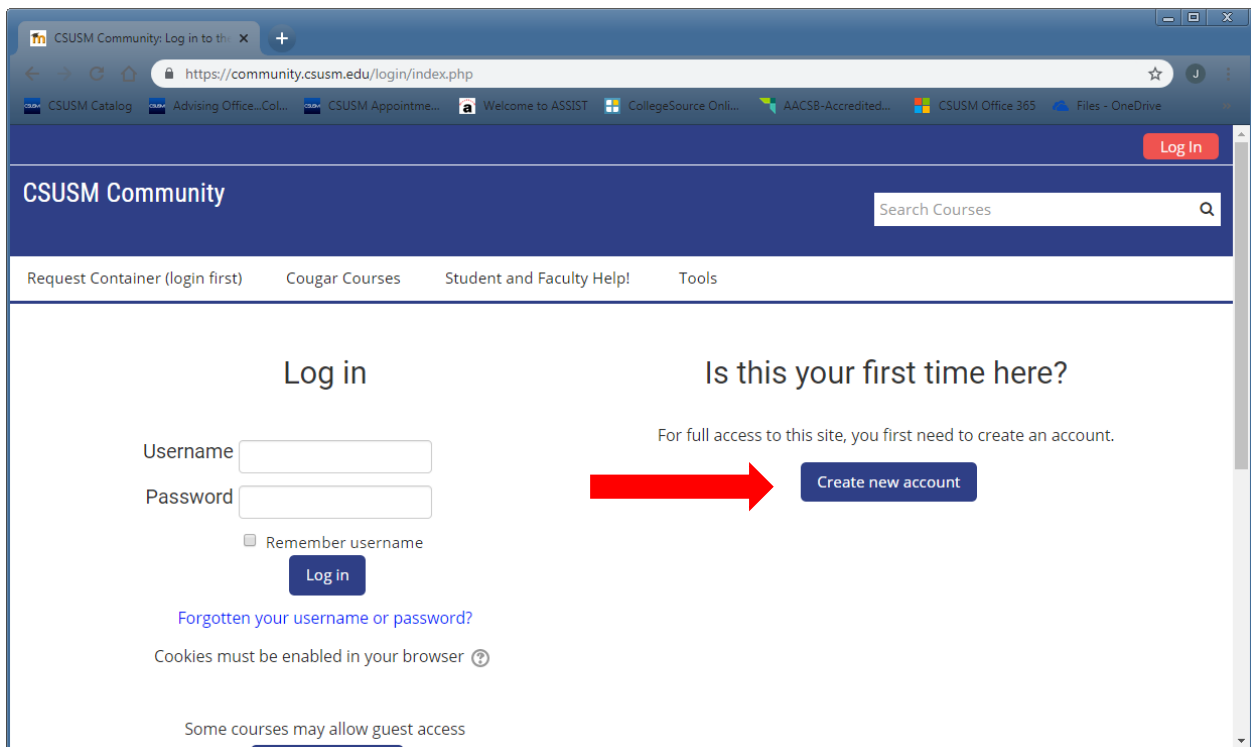 CSUSM Community: Log in to th
https://community.csusm.edu/login/index.php
J
CSUSM Catalog
Advising Office...Col...
CSUSM Appointme...
a Welcome to ASSIST
CollegeSource Onli...
AACSB-Accredited...
CSUSM Office 365
Files - OneDrive
Log In
CSUSM Community
Search Courses
Request Container (login first)
Cougar Courses
Student and Faculty Help!
Tools
Log in
Username
Password
Remember username
Log in
Forgotten your username or password?
Cookies must be enabled in your browser
Some courses may allow guest access
Is this your first time here?
For full access to this site, you first need to create an account.
Create new account